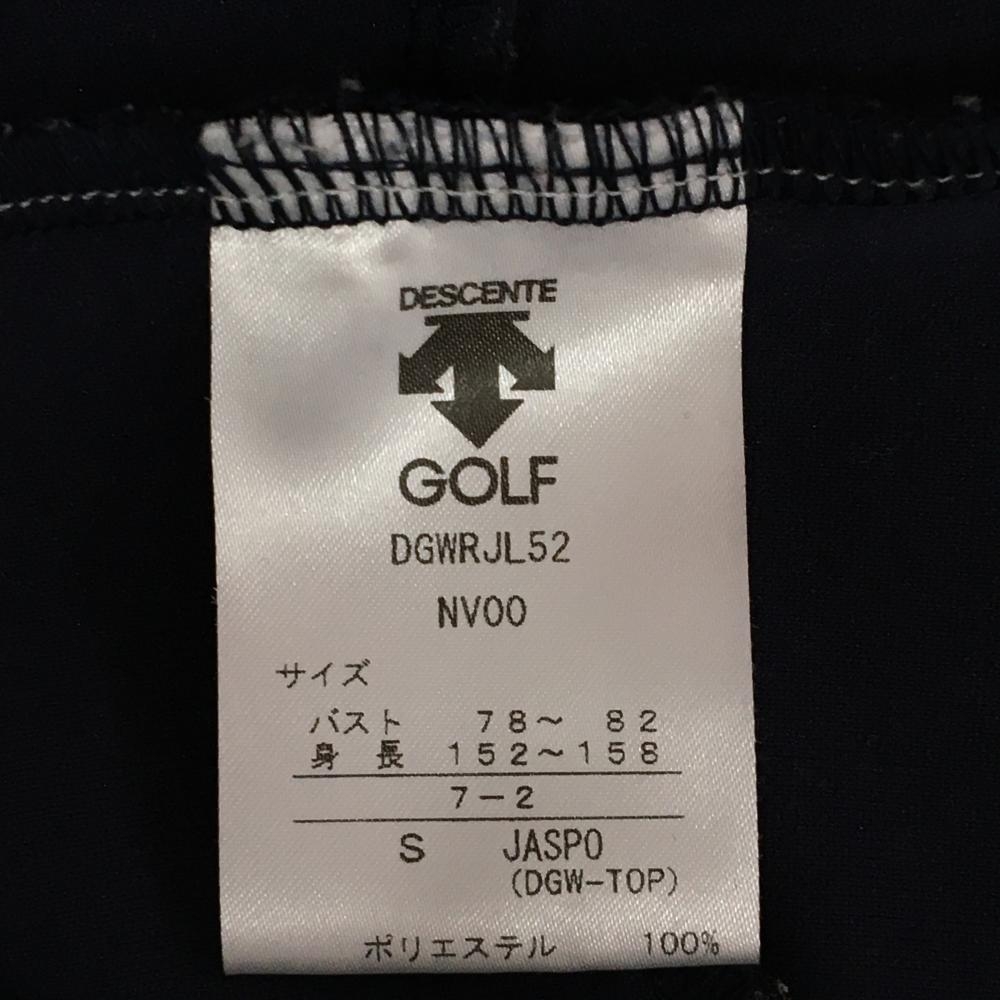 DESCENTE
GOLF
DGWRJL52
NV00
サイズ
バスト 78～ 82
身 長 152～158
7-2
S JASPO
(DGW-TOP)
ポリエステル 100%